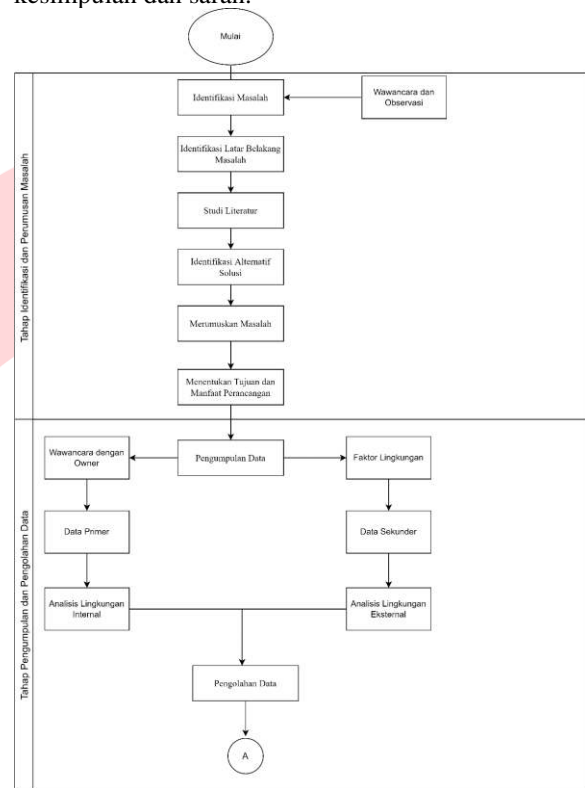 kesimpulan dan saran.
Mulai
Tahap Identifikasi dan Perumusan Masalah
Identifikasi Masalah
Wawancara dan
Observasi
Identifikasi Latar Belakang
Masalah
Studi Literatur
Identifikasi Alternatif
Solusi
Merumuskan Masalah
Menentukan Tujuan dan
Manfaat Perancangan
Tahap Pengumpulan dan Pengolahan Data
Wawancara dengan
Owner
Pengumpulan Data
Faktor Lingkungan
Data Primer
Data Sekunder
Analisis Lingkungan
Internal
Analisis Lingkungan
Eksternal
Pengolahan Data
A